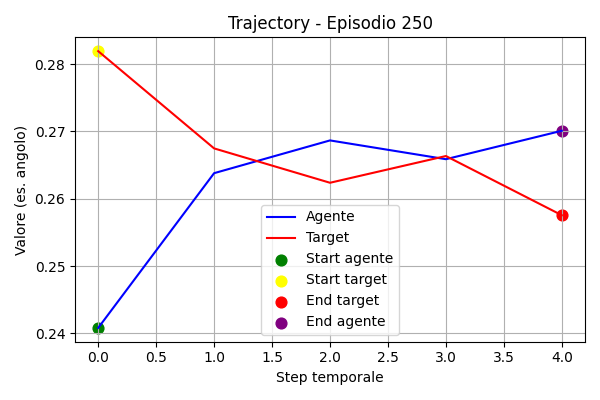 Trajectory - Episodio 250
Valore (es. angolo)
0.28
0.27
0.26
0.25
0.24
Agente
Target
Start agente
Start target
End target
End agente
0.0 0.5 1.0 1.5 2.0 2.5 3.0 3.5 4.0
Step temporale